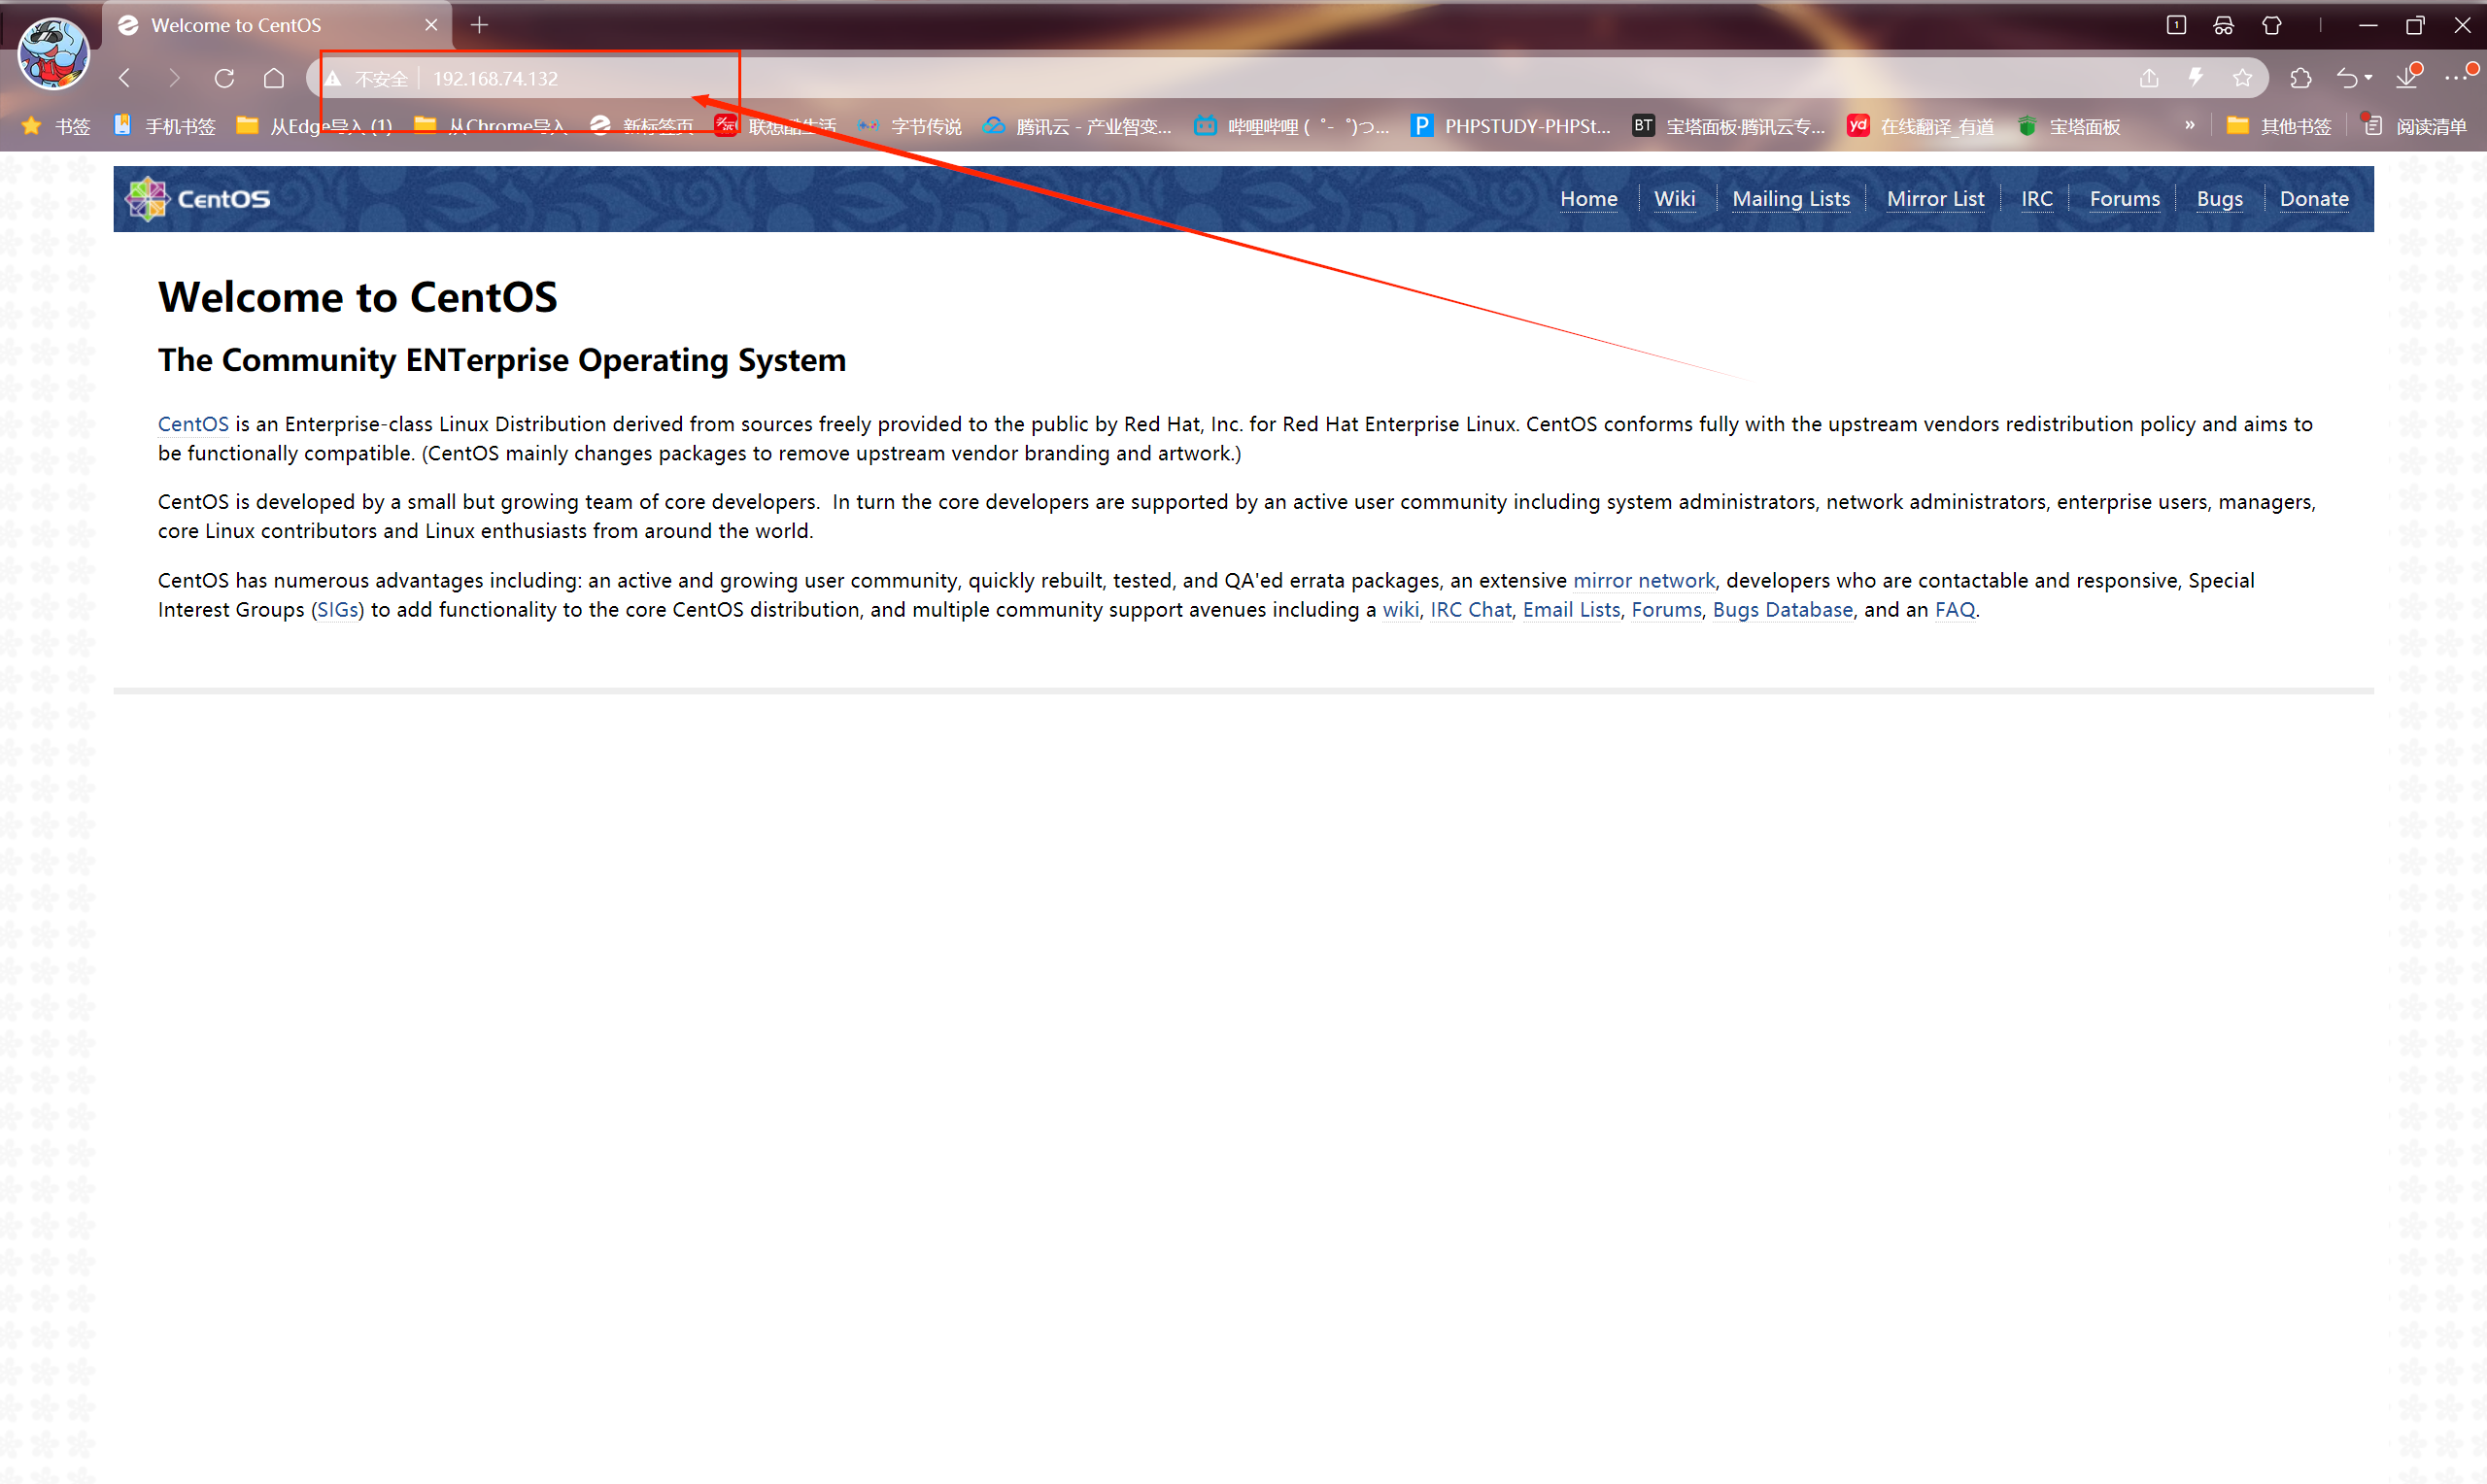 Welcome to CentOS
1
不安全 192.168.74.132
书签 手机书签 从Edge导入 (1) 从Chrome导入 新标签页 联想酷生活 字节传说 腾讯云 - 产业智变... 哔哩哔哩 ( ゜- ゜)つ... P PHPSTUDY-PHPSt... BT 宝塔面板·腾讯云专... yd 在线翻译_有道 宝塔面板 » 其他书签 阅读清单
CentOS Home Wiki Mailing Lists Mirror List IRC Forums Bugs Donate
Welcome to CentOS
The Community ENTerprise Operating System
CentOS is an Enterprise-class Linux Distribution derived from sources freely provided to the public by Red Hat, Inc. for Red Hat Enterprise Linux. CentOS conforms fully with the upstream vendors redistribution policy and aims to
be functionally compatible. (CentOS mainly changes packages to remove upstream vendor branding and artwork.)
CentOS is developed by a small but growing team of core developers.  In turn the core developers are supported by an active user community including system administrators, network administrators, enterprise users, managers,
core Linux contributors and Linux enthusiasts from around the world.
CentOS has numerous advantages including: an active and growing user community, quickly rebuilt, tested, and QA'ed errata packages, an extensive mirror network, developers who are contactable and responsive, Special
Interest Groups (SIGs) to add functionality to the core CentOS distribution, and multiple community support avenues including a wiki, IRC Chat, Email Lists, Forums, Bugs Database, and an FAQ.